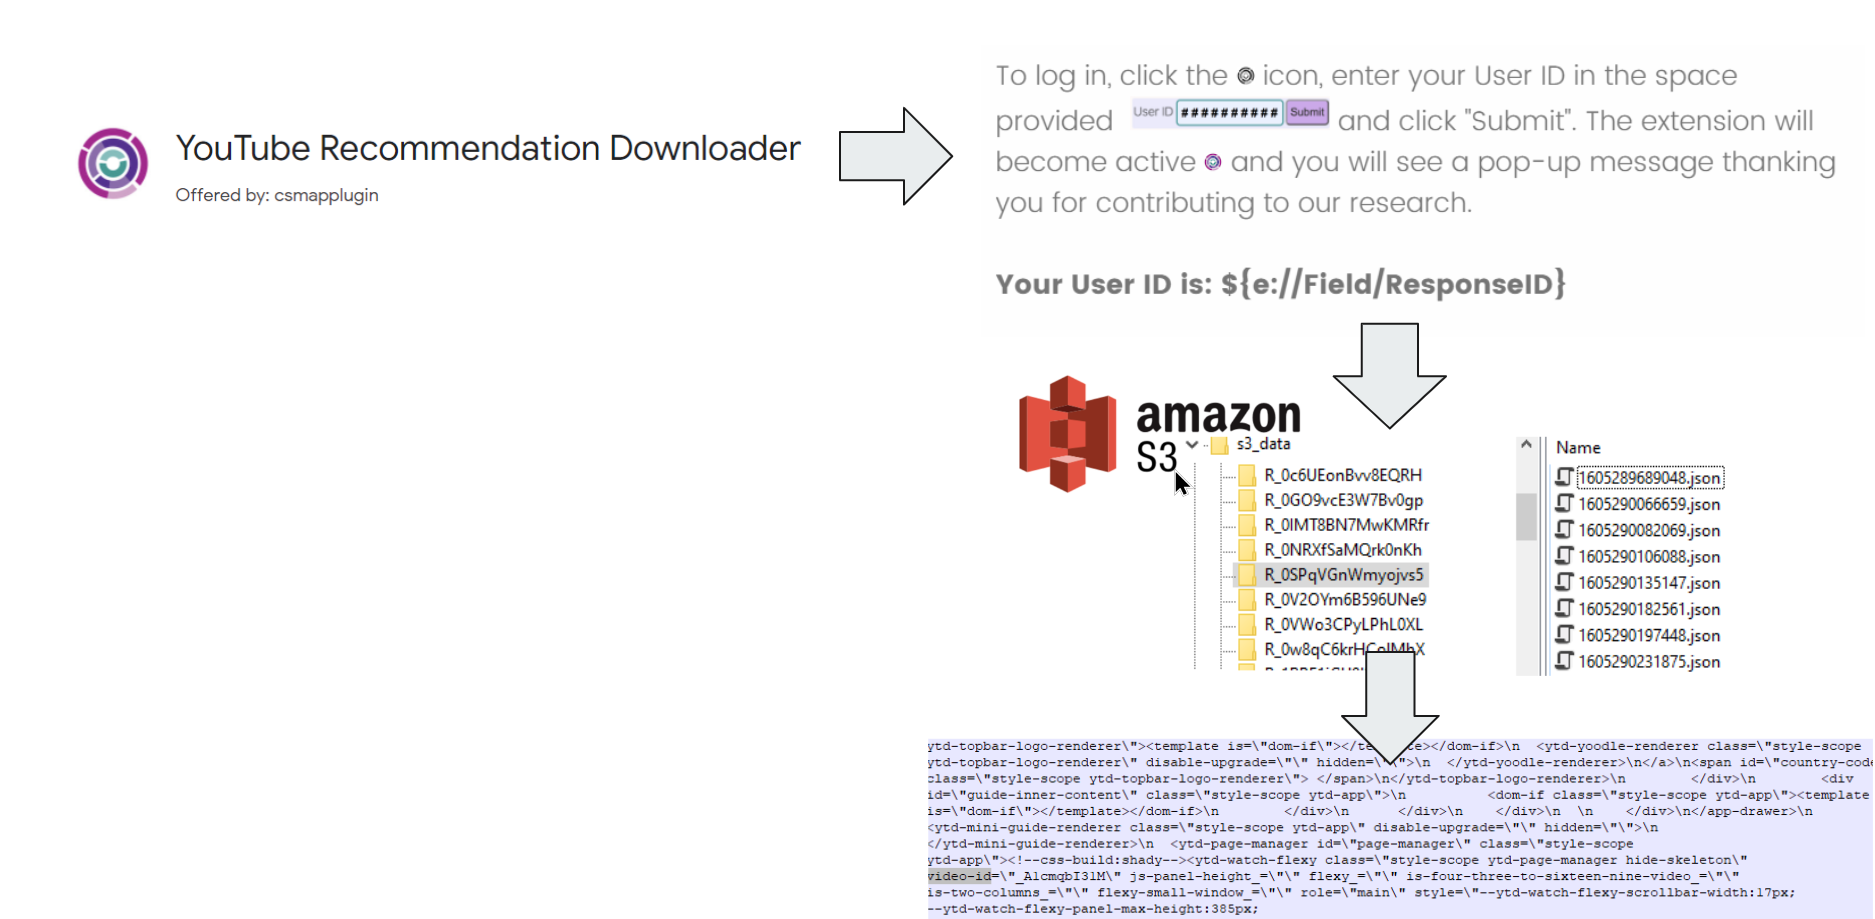 YouTube Recommendation Downloader
Offered by: csmapplugin
To log in, click the icon, enter your User ID in the space
provided User ID ########## Submit and click "Submit". The extension will
become active and you will see a pop-up message thanking
you for contributing to our research.
Your User ID is: ${e://Field/ResponseID}
amazon
S3
s3_data
R_0c6UEonBvv8EQRH
R_0GO9vcE3W7Bv0gp
R_0IMT8BN7MwKMRfr
R_0NRXfSaMQrk0nKh
R_0SPqVGnWmyojvs5
R_0V2OYm6B596UNe9
R_0VWo3CPyLPhL0XL
Name
1605289689048.json
1605290066659.json
1605290082069.json
1605290106088.json
1605290135147.json
1605290182561.json
1605290197448.json
1605290231875.json
ytd-topbar-logo-renderer\"><template is=\"dom-if\"></ te></dom-if>\n <ytd-yoodle-renderer class=\"style-scope
ytd-topbar-logo-renderer\" disable-upgrade=\"\" hidden=\"\">\n </ytd-yoodle-renderer>\n</a>\n<span id=\"country-code
class=\"style-scope ytd-topbar-logo-renderer\"> </span>\n</ytd-topbar-logo-renderer>\n </div>\n <div
id=\"guide-inner-content\" class=\"style-scope ytd-app\">\n <dom-if class=\"style-scope ytd-app\"><template
is=\"dom-if\"></template></dom-if>\n </div>\n </div>\n </div>\n \n </div>\n</app-drawer>\n
<ytd-mini-guide-renderer class=\"style-scope ytd-app\" disable-upgrade=\"\" hidden=\"\">\n
</ytd-mini-guide-renderer>\n <ytd-page-manager id=\"page-manager\" class=\"style-scope
ytd-app\"><!--css-build:shady--><ytd-watch-flexy class=\"style-scope ytd-page-manager hide-skeleton\"
video-id=\"_A1cmqbI31M\" js-panel-height_=\"\" flexy_=\"\" is-four-three-to-sixteen-nine-video_=\"\"
is-two-columns_=\"\" flexy-small-window_=\"\" role=\"main\" style=\"--ytd-watch-flexy-scrollbar-width:17px;
--ytd-watch-flexy-panel-max-height:385px;